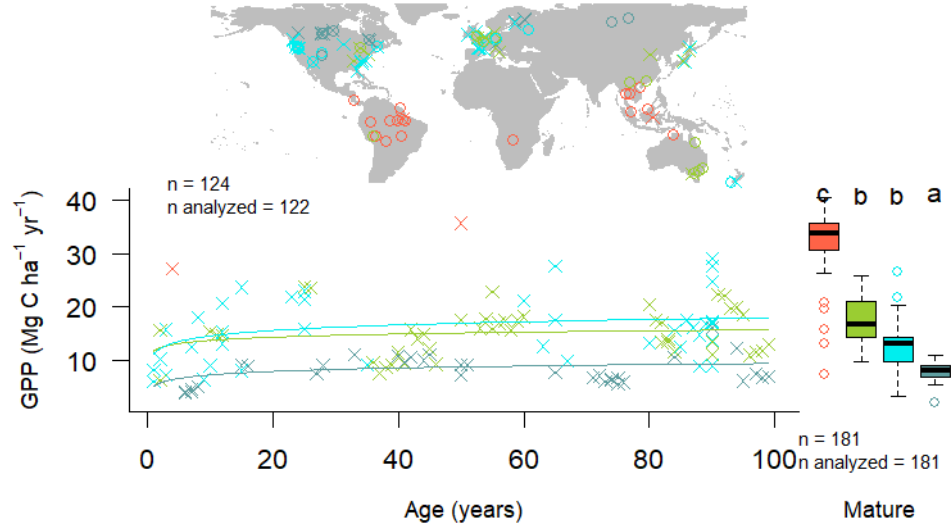 n = 124
n analyzed = 122
GPP (Mg C ha⁻¹ yr⁻¹)
40
30
20
10
c b b a
0 20 40 60 80 100
n = 181
n analyzed = 181
Age (years)
Mature